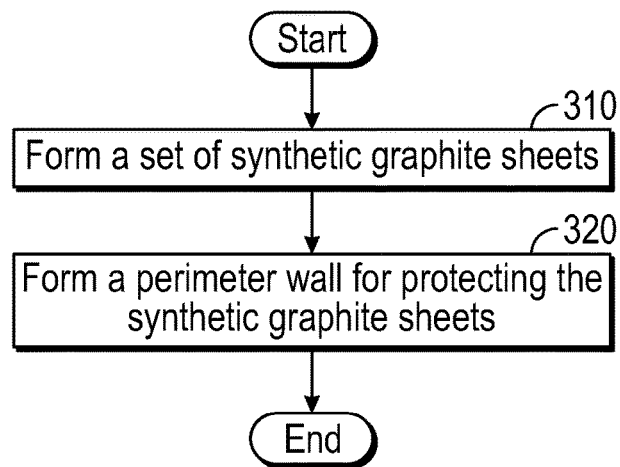 Start
310
Form a set of synthetic graphite sheets
320
Form a perimeter wall for protecting the
synthetic graphite sheets
End